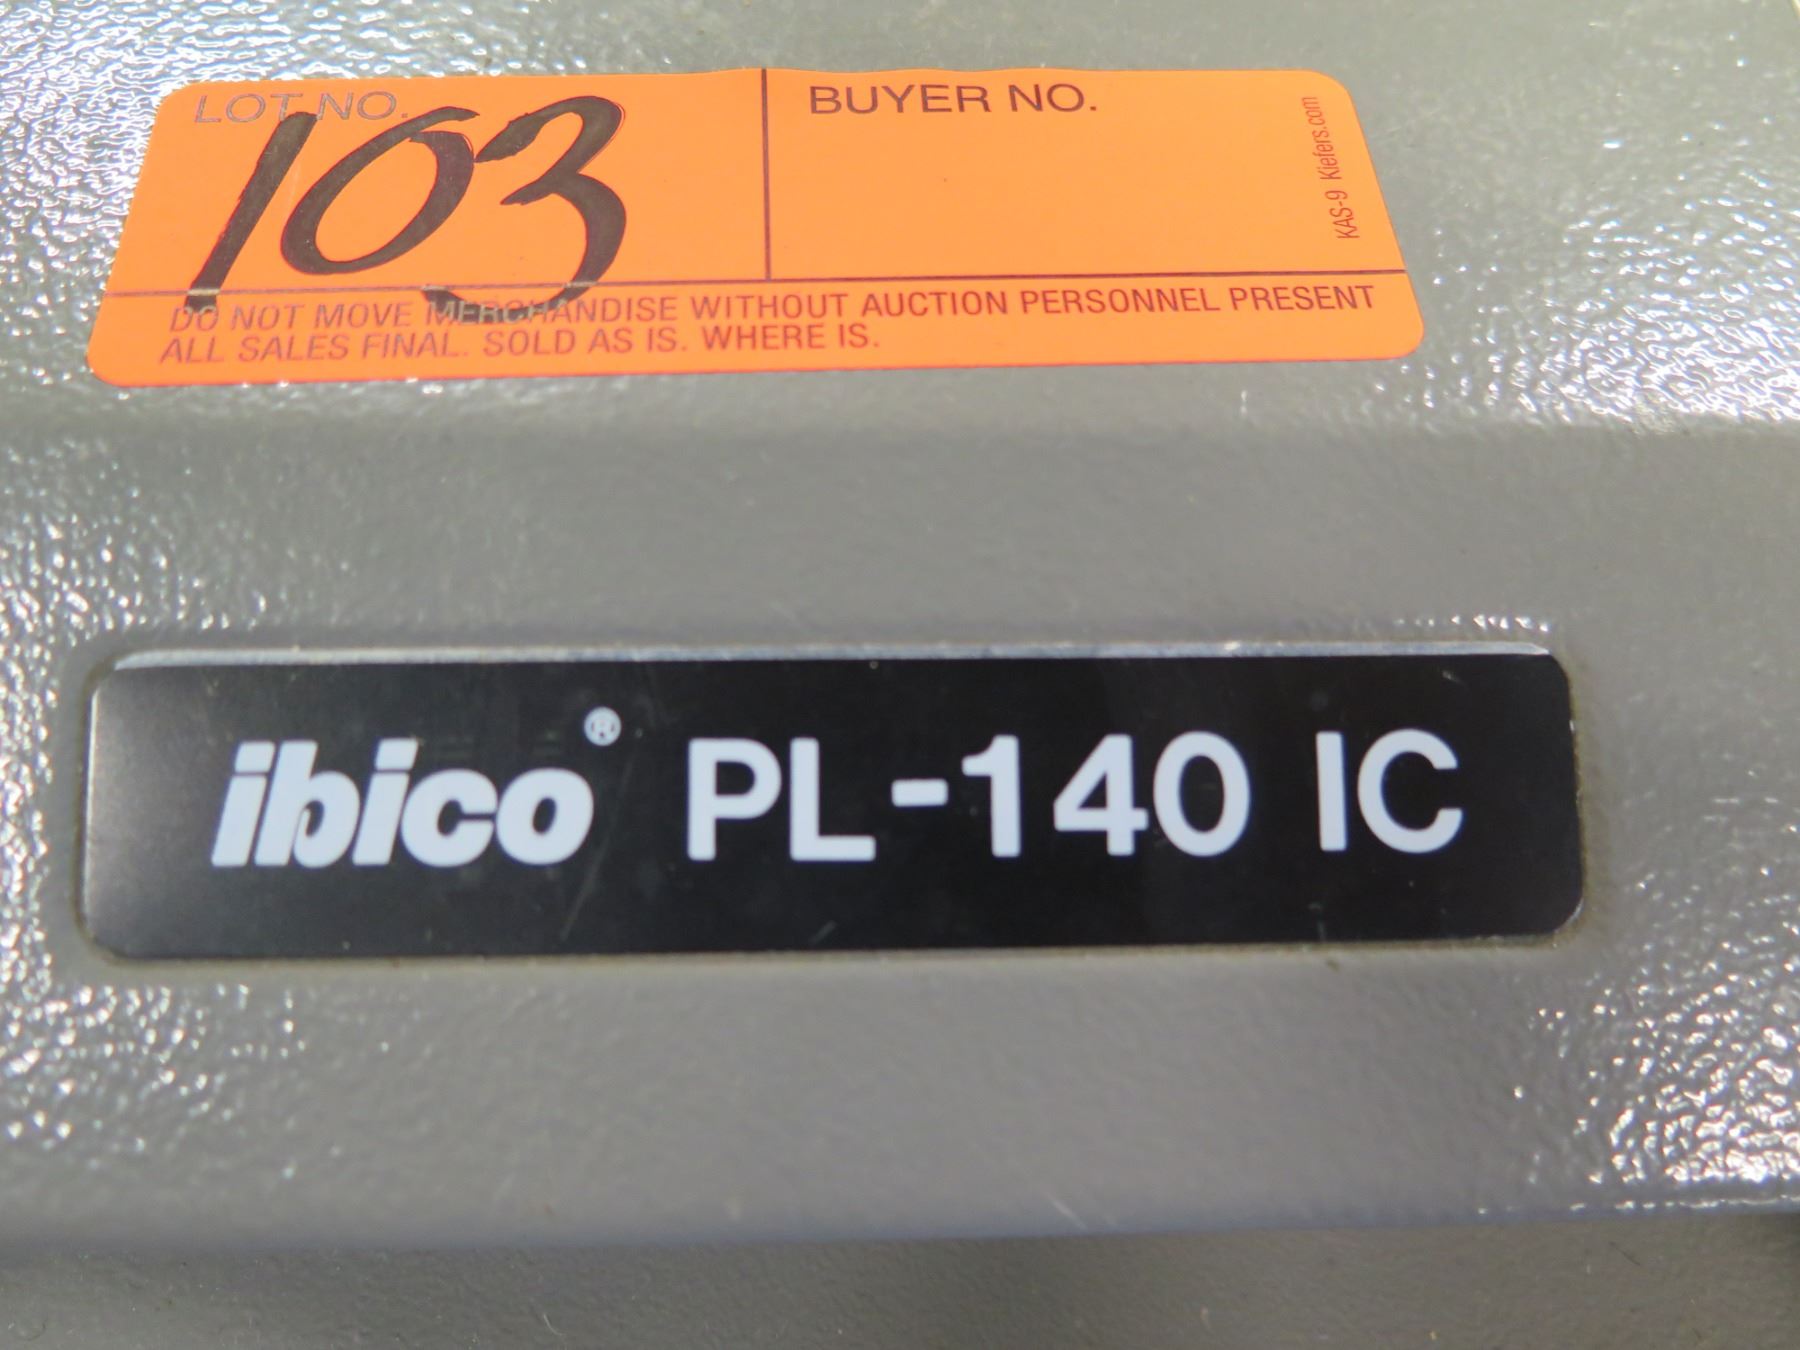 LOT NO. BUYER NO.
103
KAS-9 Kiefers.com
DO NOT MOVE MERCHANDISE WITHOUT AUCTION PERSONNEL PRESENT
ALL SALES FINAL. SOLD AS IS. WHERE IS.
ibico® PL-140 IC